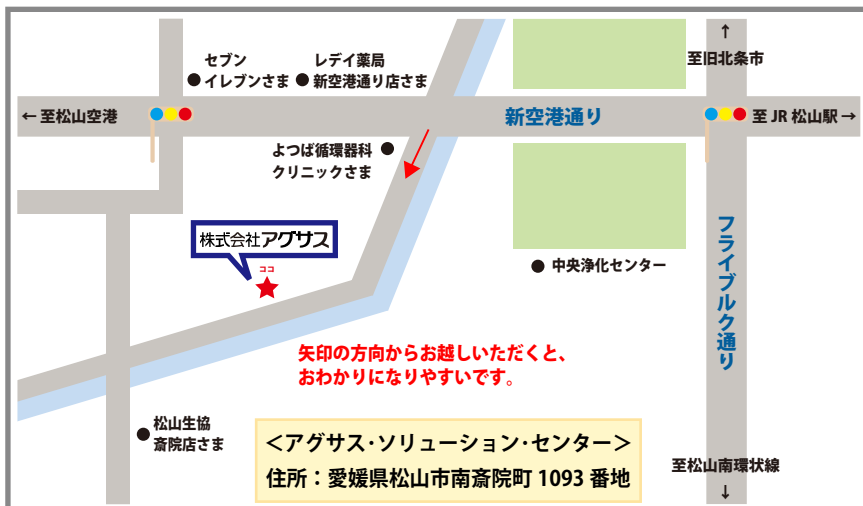 セブン
イレブンさま
レデイ薬局
新空港通り店さま
↑
至旧北条市
← 至松山空港
新空港通り
至 JR 松山駅 →
よつば循環器科
クリニックさま
株式会社アグサス
ココ
中央浄化センター
フライブルク通り
矢印の方向からお越しいただくと、
おわかりになりやすいです。
松山生協
斎院店さま
＜アグサス・ソリューション・センター＞
住所：愛媛県松山市南斎院町 1093 番地
至松山南環状線
↓